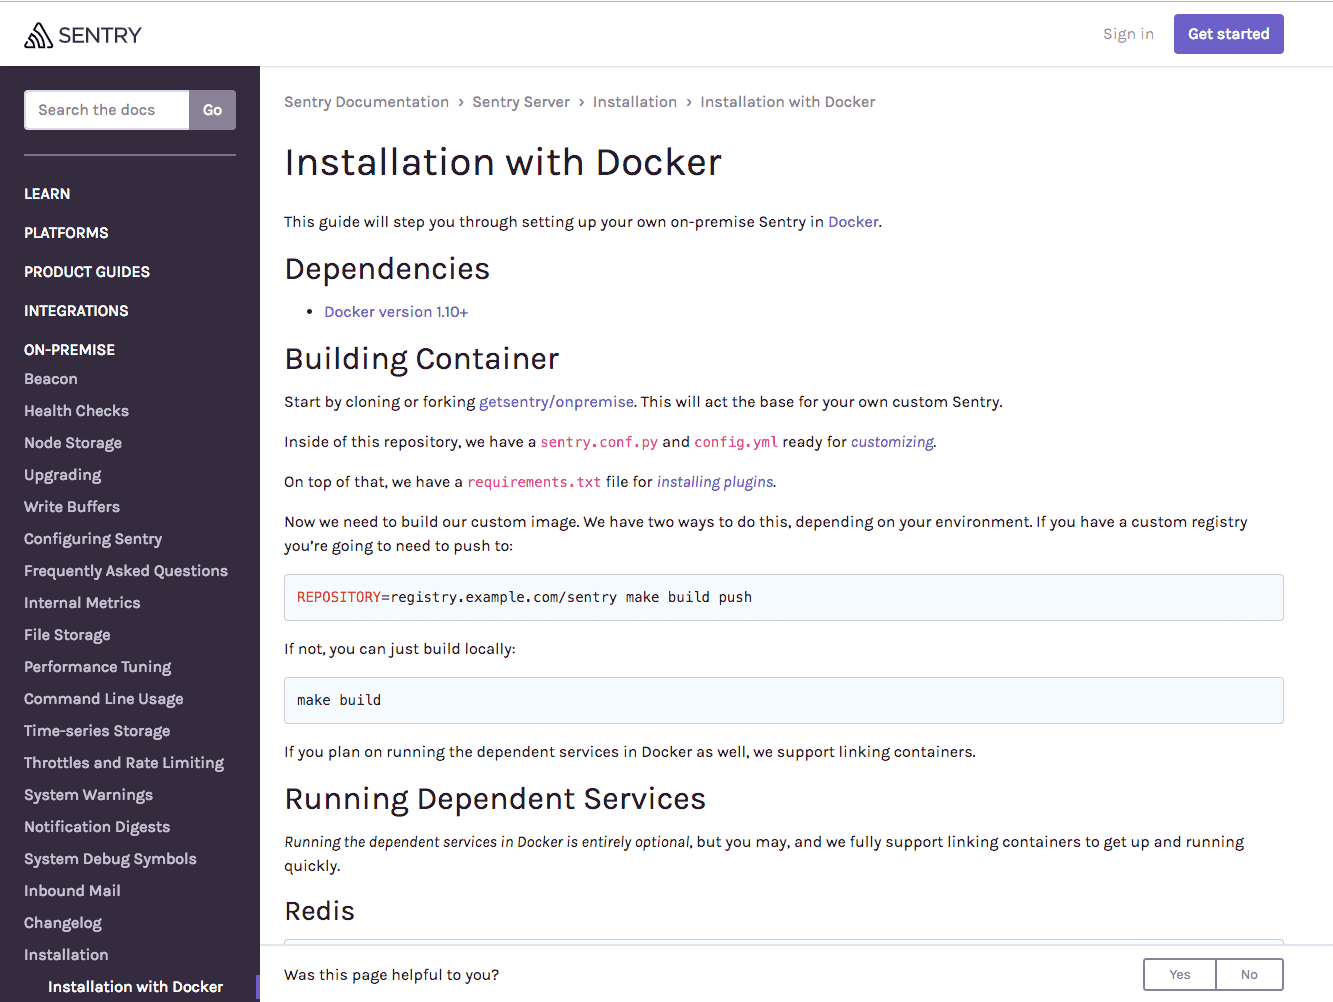 SENTRY
Sign in
Get started
Search the docs
Go
LEARN
PLATFORMS
PRODUCT GUIDES
INTEGRATIONS
ON-PREMISE
Beacon
Health Checks
Node Storage
Upgrading
Write Buffers
Configuring Sentry
Frequently Asked Questions
Internal Metrics
File Storage
Performance Tuning
Command Line Usage
Time-series Storage
Throttles and Rate Limiting
System Warnings
Notification Digests
System Debug Symbols
Inbound Mail
Changelog
Installation
Installation with Docker
Sentry Documentation › Sentry Server › Installation › Installation with Docker
Installation with Docker
This guide will step you through setting up your own on-premise Sentry in Docker.
Dependencies
• Docker version 1.10+
Building Container
Start by cloning or forking getsentry/onpremise. This will act the base for your own custom Sentry.
Inside of this repository, we have a sentry.conf.py and config.yml ready for customizing.
On top of that, we have a requirements.txt file for installing plugins.
Now we need to build our custom image. We have two ways to do this, depending on your environment. If you have a custom registry
you're going to need to push to:
REPOSITORY=registry.example.com/sentry make build push
If not, you can just build locally:
make build
If you plan on running the dependent services in Docker as well, we support linking containers.
Running Dependent Services
Running the dependent services in Docker is entirely optional, but you may, and we fully support linking containers to get up and running
quickly.
Redis
Was this page helpful to you?
Yes
No